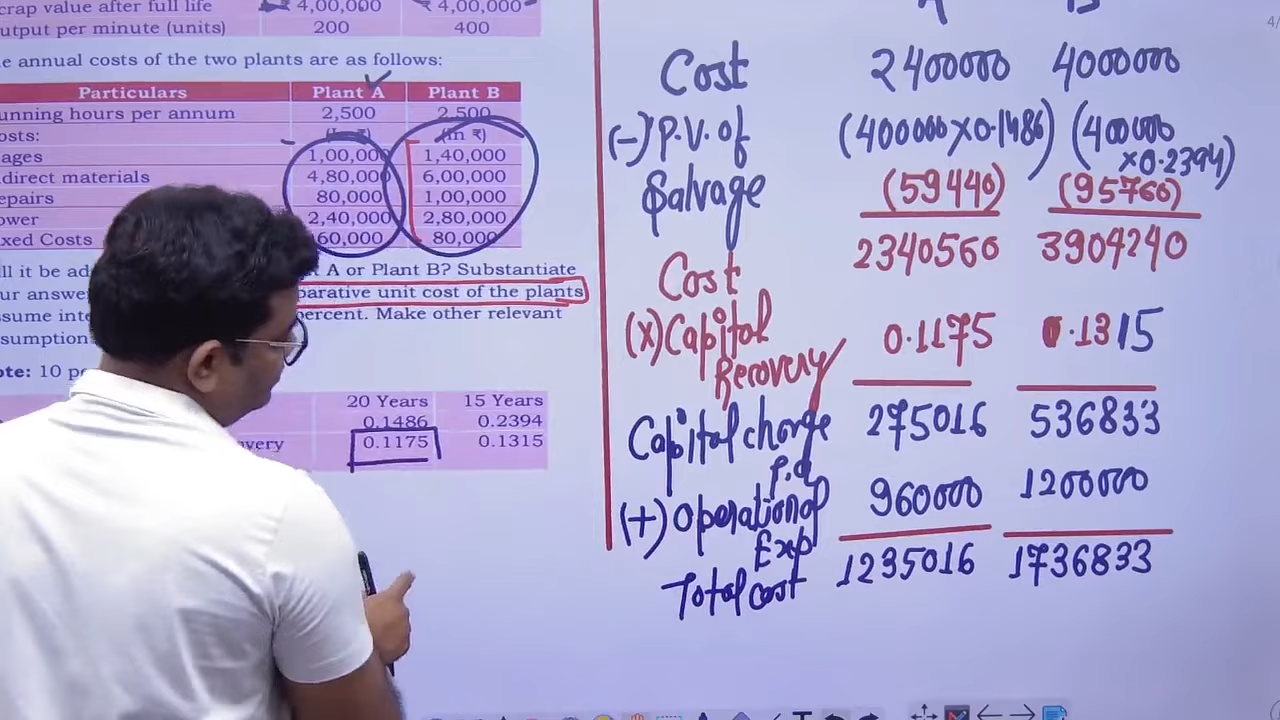 crap value after full life 4,00,000 4,00,000
utput per minute (units) 200 400
e annual costs of the two plants are as follows:
Particulars Plant A Plant B
unning hours per annum 2,500 2,500
osts: (in ₹)
ages 1,00,000 1,40,000
direct materials 4,80,000 6,00,000
epairs 80,000 1,00,000
ower 2,40,000 2,80,000
ixed Costs 60,000 80,000
ill it be ad A or Plant B? Substantiate
ur answe parative unit cost of the plants
ssume inte percent. Make other relevant
sumption
ote: 10 pe
20 Years 15 Years
0.1486 0.2394
very 0.1175 0.1315
A B
Cost 2400000 4000000
(-) P.V. of (400000x0.1486) (400000
x0.2394)
Salvage (59440) (95760)
Cost 2340560 3904240
(x) Capital 0.1175 0.1315
Recovery
Capital charge 275016 536833
p.a
(+) Operational 960000 1200000
Exp
Total cost 1235016 1736833
4/